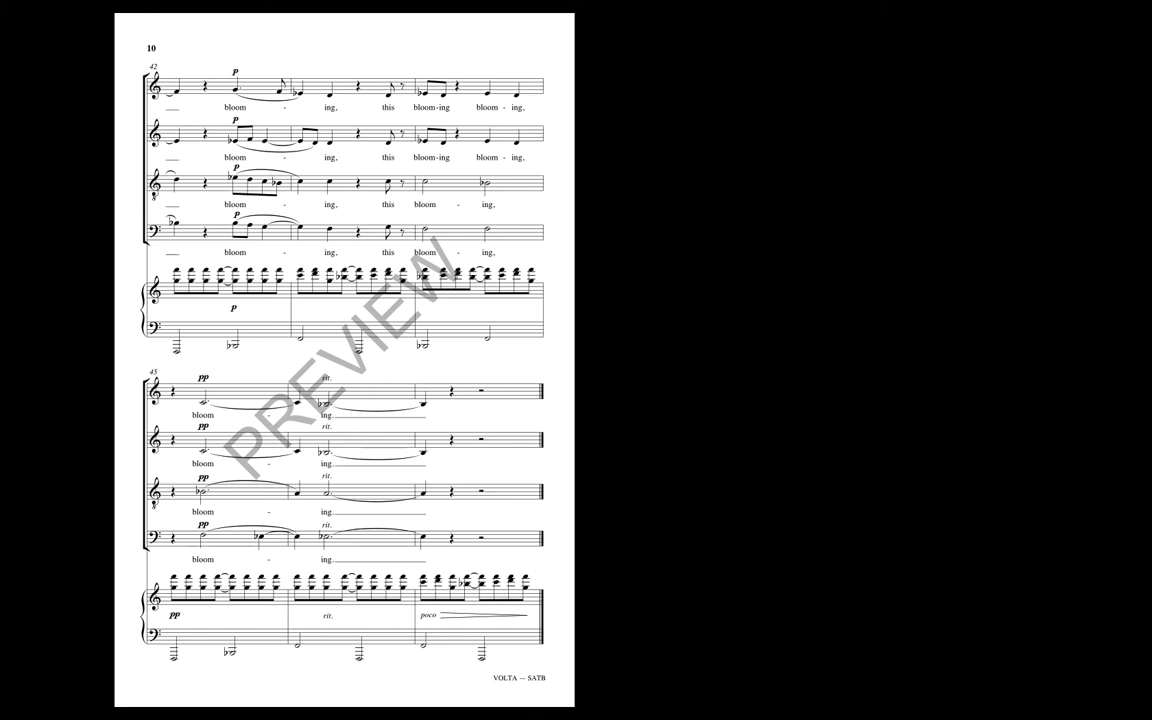 10
42
p
bloom - ing, this bloom-ing bloom - ing,
p
bloom - ing, this bloom-ing bloom - ing,
p
bloom - ing, this bloom - ing,
p
bloom - ing, this bloom - ing,
p
PREVIEW
45
pp rit.
bloom - ing.
pp rit.
bloom - ing.
pp rit.
bloom - ing.
pp rit.
bloom - ing.
pp rit. poco
VOLTA — SATB